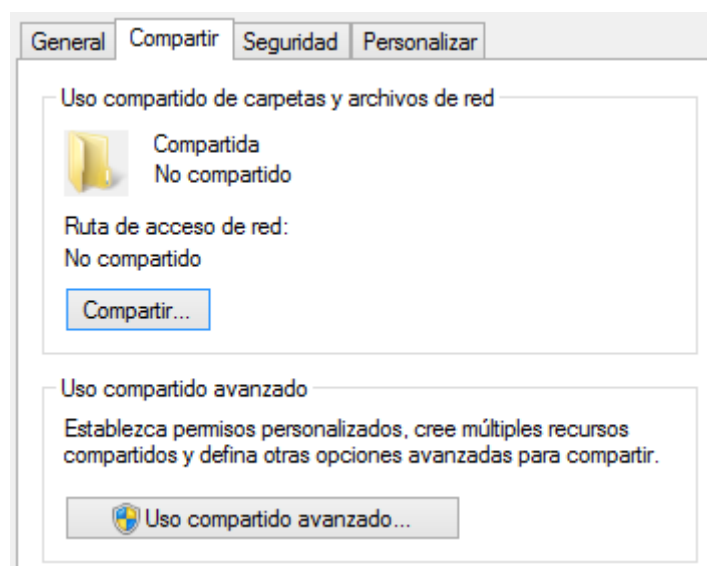 General Compartir Seguridad Personalizar
Uso compartido de carpetas y archivos de red
Compartida
No compartido
Ruta de acceso de red:
No compartido
Compartir...
Uso compartido avanzado
Establezca permisos personalizados, cree múltiples recursos
compartidos y defina otras opciones avanzadas para compartir.
Uso compartido avanzado...